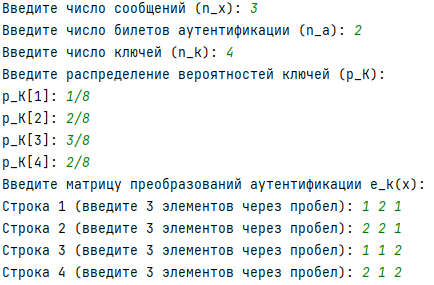 Введите число сообщений (n_x): 3
Введите число билетов аутентификации (n_a): 2
Введите число ключей (n_k): 4
Введите распределение вероятностей ключей (p_K):
p_K[1]: 1/8
p_K[2]: 2/8
p_K[3]: 3/8
p_K[4]: 2/8
Введите матрицу преобразований аутентификации e_k(x):
Строка 1 (введите 3 элементов через пробел): 1 2 1
Строка 2 (введите 3 элементов через пробел): 2 2 1
Строка 3 (введите 3 элементов через пробел): 1 1 2
Строка 4 (введите 3 элементов через пробел): 2 1 2